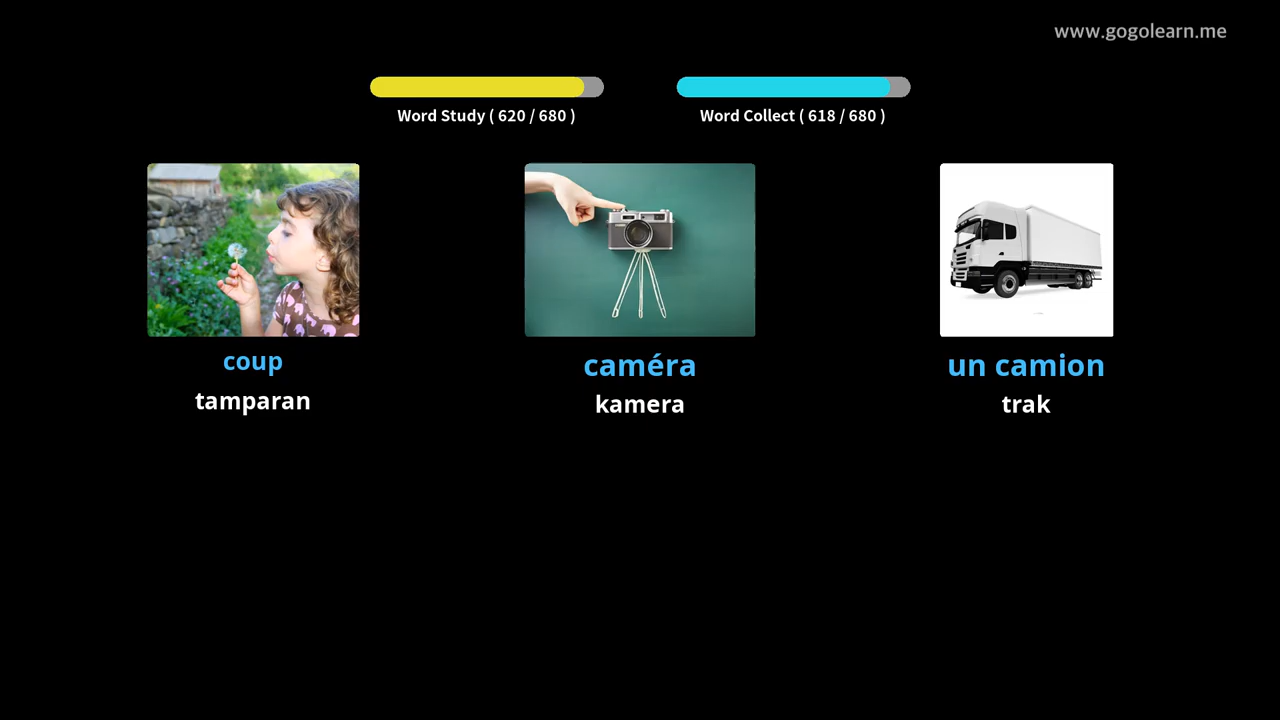 www.gogolearn.me
Word Study ( 620 / 680 )
Word Collect ( 618 / 680 )
coup
tamparan
caméra
kamera
un camion
trak